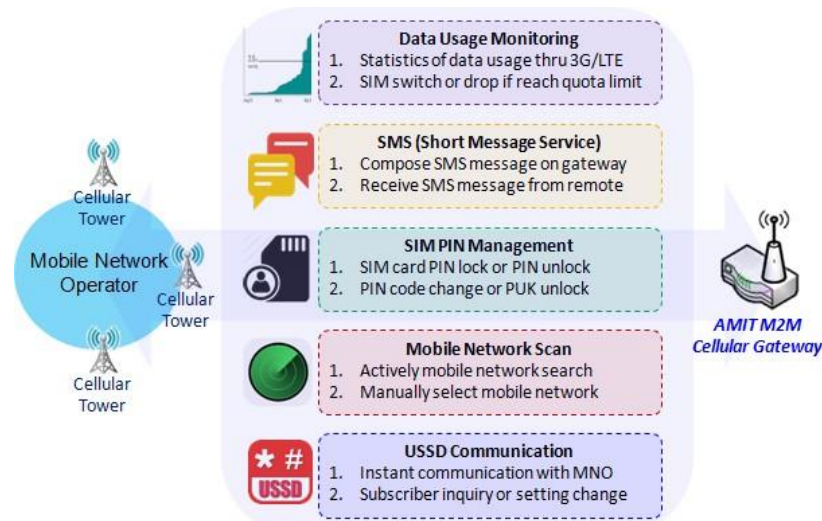 Data Usage Monitoring
1. Statistics of data usage thru 3G/LTE
2. SIM switch or drop if reach quota limit
SMS (Short Message Service)
1. Compose SMS message on gateway
2. Receive SMS message from remote
Cellular
Tower
Mobile Network
Operator
Cellular
Tower
Cellular
Tower
SIM PIN Management
1. SIM card PIN lock or PIN unlock
2. PIN code change or PUK unlock
AMIT M2M
Cellular Gateway
Mobile Network Scan
1. Actively mobile network search
2. Manually select mobile network
* #
USSD
USSD Communication
1. Instant communication with MNO
2. Subscriber inquiry or setting change